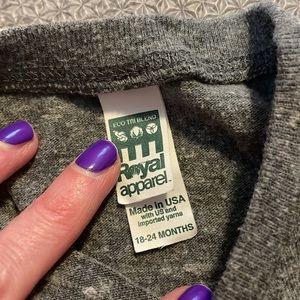 ECO TRI BLEND
Royal
apparel
Made in USA
with US and
imported yarns
18-24 MONTHS